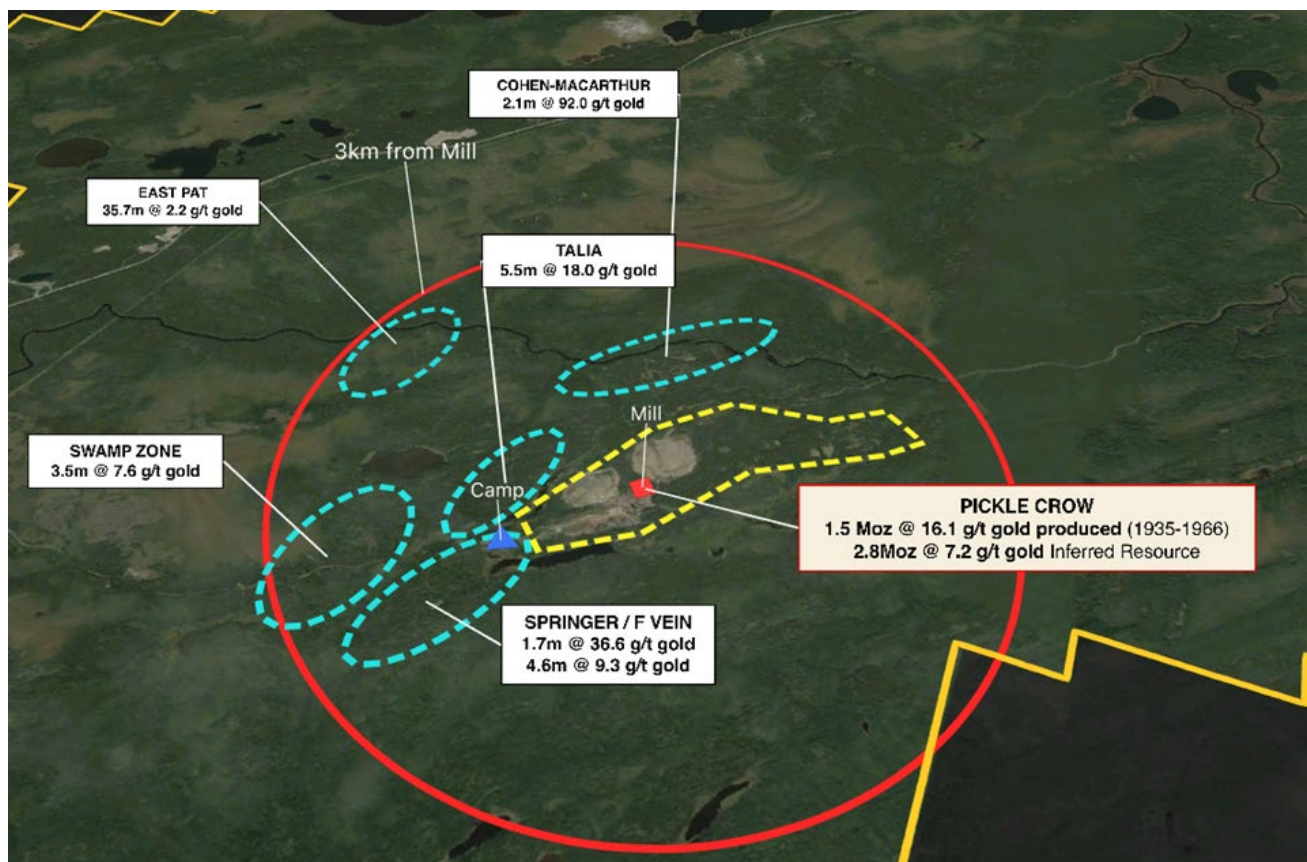 COHEN-MACARTHUR
2.1m @ 92.0 g/t gold
3km from Mill
EAST PAT
35.7m @ 2.2 g/t gold
TALIA
5.5m @ 18.0 g/t gold
Mill
SWAMP ZONE
3.5m @ 7.6 g/t gold
Camp
PICKLE CROW
1.5 Moz @ 16.1 g/t gold produced (1935-1966)
2.8Moz @ 7.2 g/t gold Inferred Resource
SPRINGER / F VEIN
1.7m @ 36.6 g/t gold
4.6m @ 9.3 g/t gold